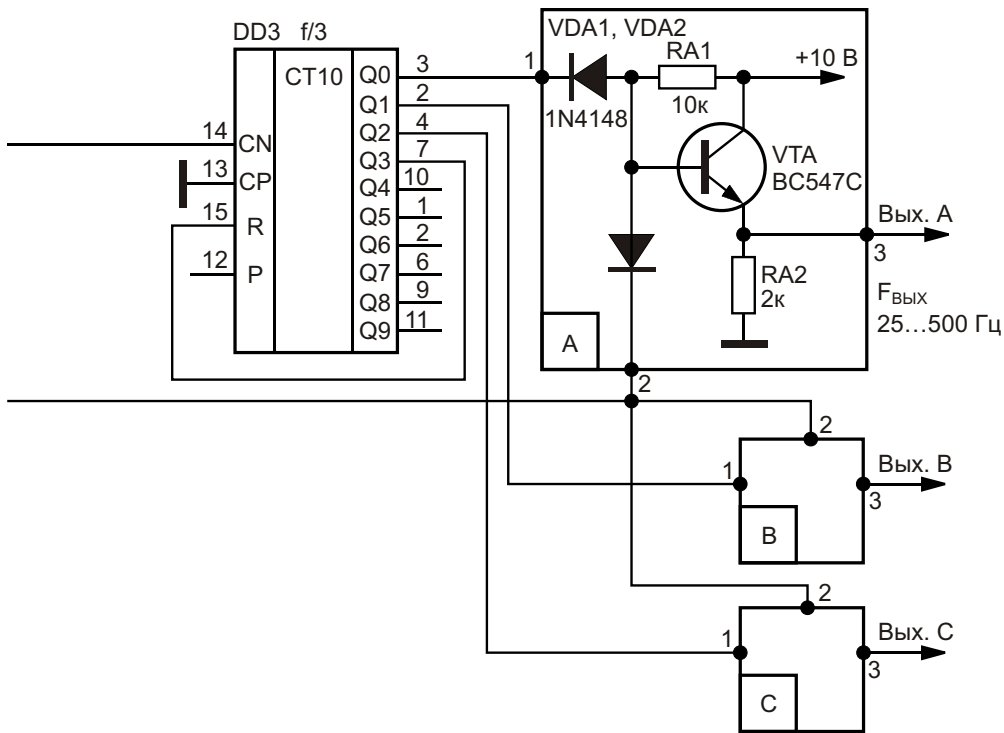 DD3 f/3
CT10
14 CN
13 CP
15 R
12 P
Q0 3
Q1 2
Q2 4
Q3 7
Q4 10
Q5 1
Q6 2
Q7 6
Q8 9
Q9 11
VDA1, VDA2
1
1N4148
RA1
10к
+10 В
VTA
BC547C
Вых. А
3
RA2
2к
FВЫХ
25...500 Гц
A
2
2
1
Вых. В
3
B
2
1
Вых. С
3
C